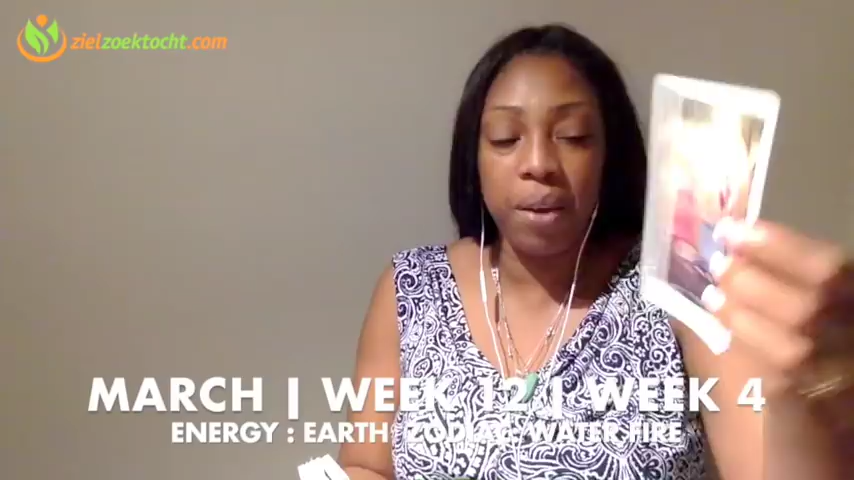 zielzoektocht.com
MARCH | WEEK 12 | WEEK 4
ENERGY : EARTH ZODIAC: WATER FIRE